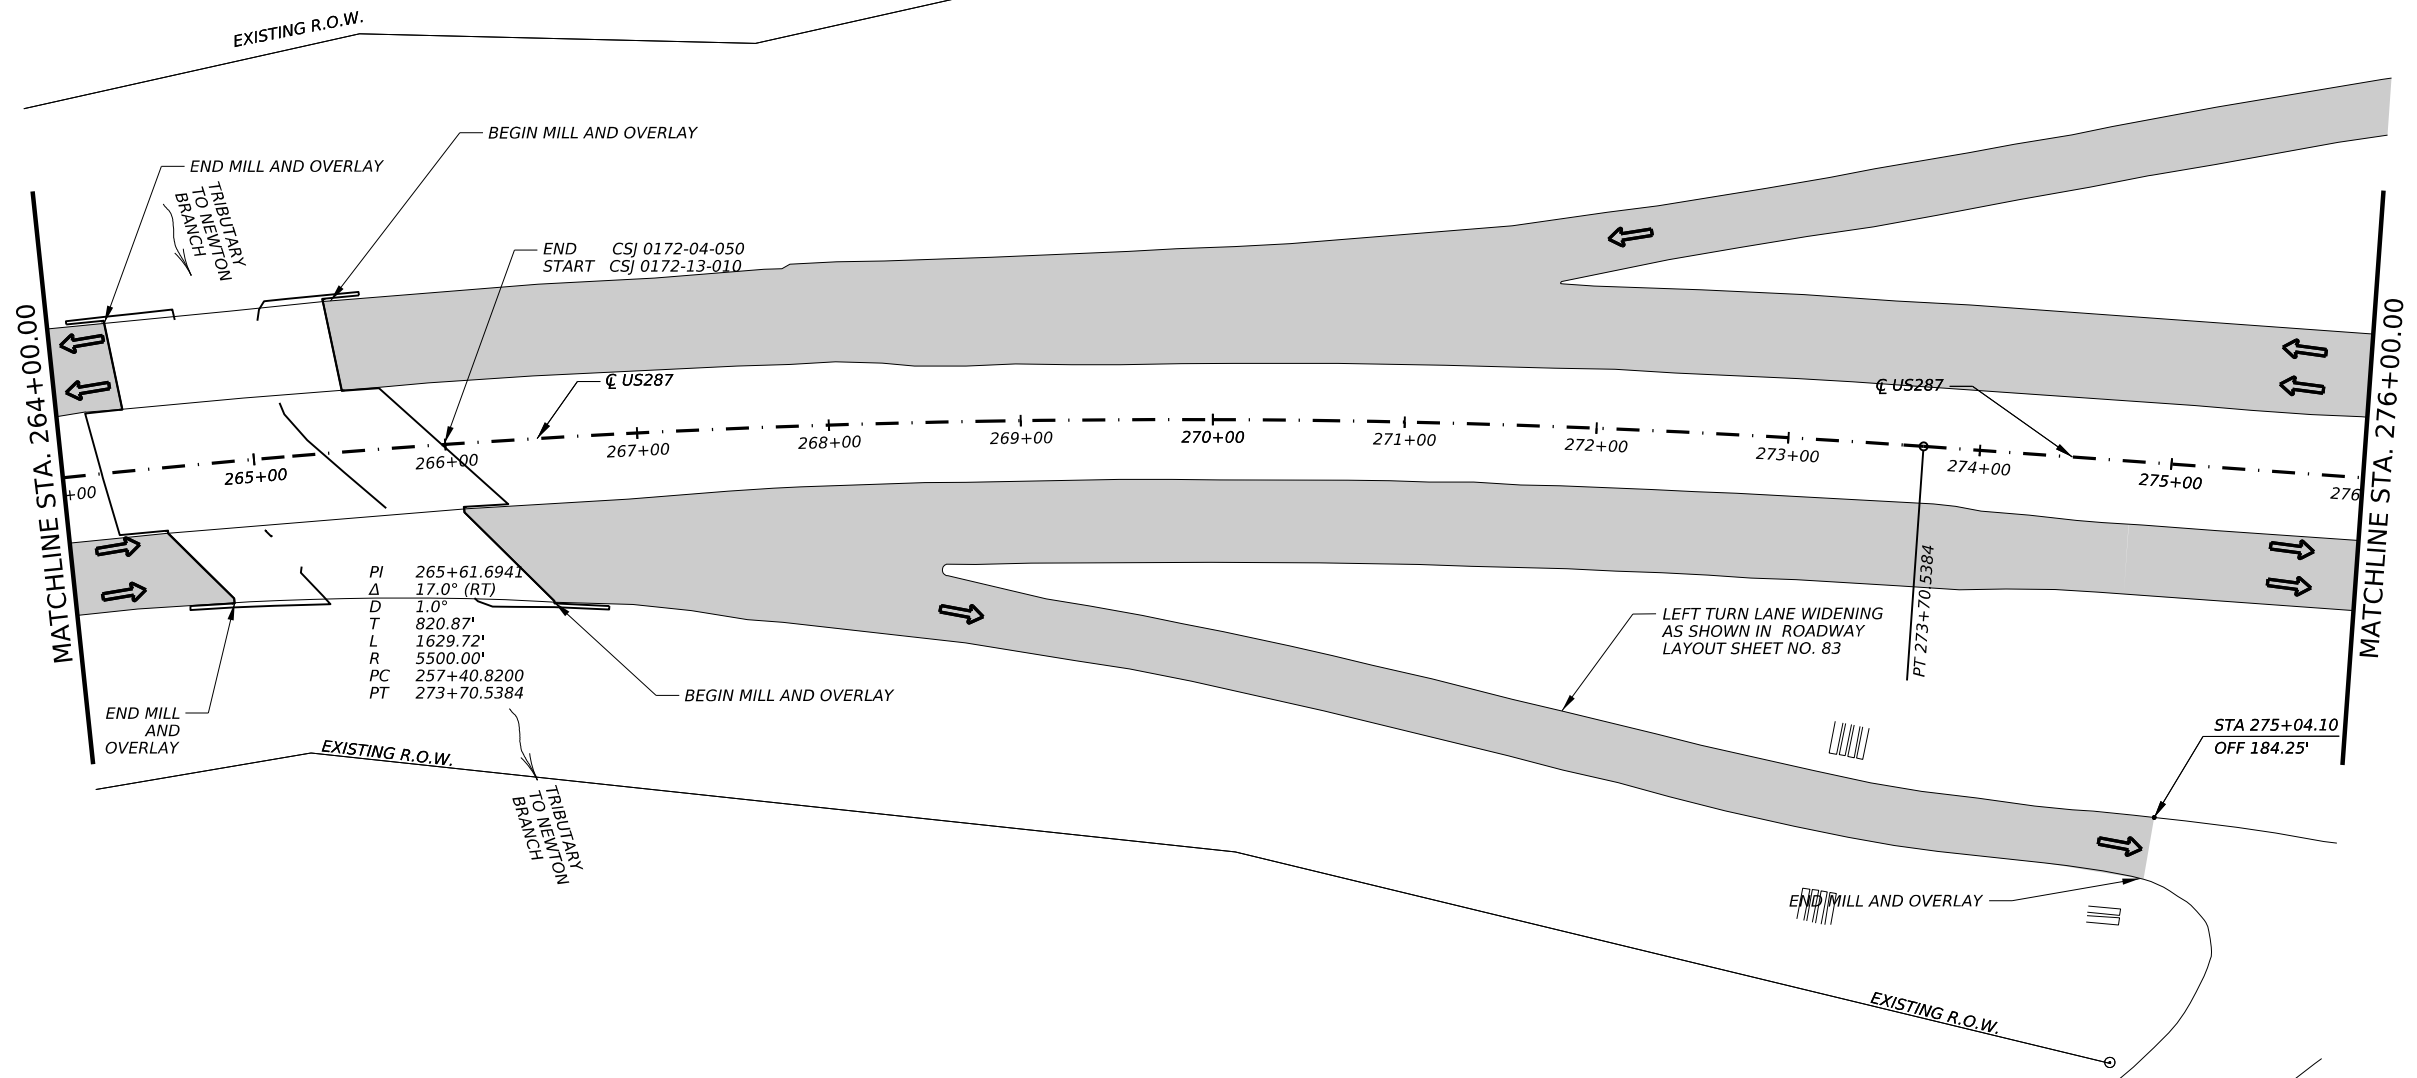 EXISTING R.O.W.
BEGIN MILL AND OVERLAY
END MILL AND OVERLAY
TRIBUTARY
TO NEWTON
BRANCH
END CSJ 0172-04-050
START CSJ 0172-13-010
MATCHLINE STA. 264+00.00
MATCHLINE STA. 276+00.00
℄ US287
℄ US287
+00
265+00
266+00
267+00
268+00
269+00
270+00
271+00
272+00
273+00
274+00
275+00
276
PI 265+61.6941
Δ 17.0° (RT)
D 1.0°
T 820.87'
L 1629.72'
R 5500.00'
PC 257+40.8200
PT 273+70.5384
PT 273+70.5384
LEFT TURN LANE WIDENING
AS SHOWN IN ROADWAY
LAYOUT SHEET NO. 83
BEGIN MILL AND OVERLAY
END MILL
AND
OVERLAY
STA 275+04.10
OFF 184.25'
EXISTING R.O.W.
TRIBUTARY
TO NEWTON
BRANCH
END MILL AND OVERLAY
EXISTING R.O.W.